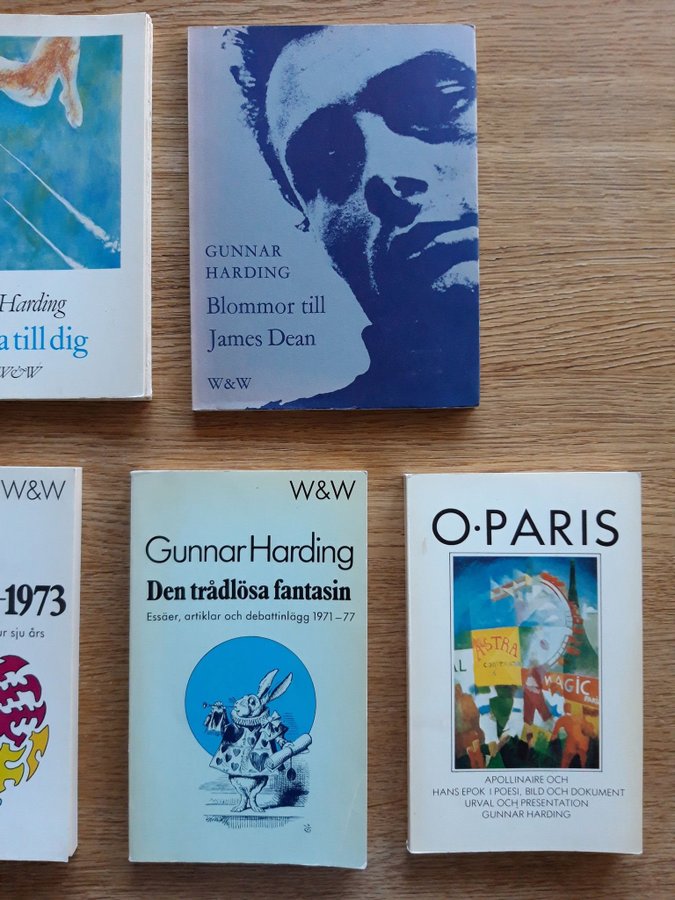 Harding
a till dig
W&W
GUNNAR
HARDING
Blommor till
James Dean
W&W
W&W
-1973
ur sju års
W&W
Gunnar Harding
Den trådlösa fantasin
Essäer, artiklar och debattinlägg 1971–77
O·PARIS
ASTRA
AL
MAGIC
PARIS
APOLLINAIRE OCH
HANS EPOK I POESI, BILD OCH DOKUMENT
URVAL OCH PRESENTATION
GUNNAR HARDING